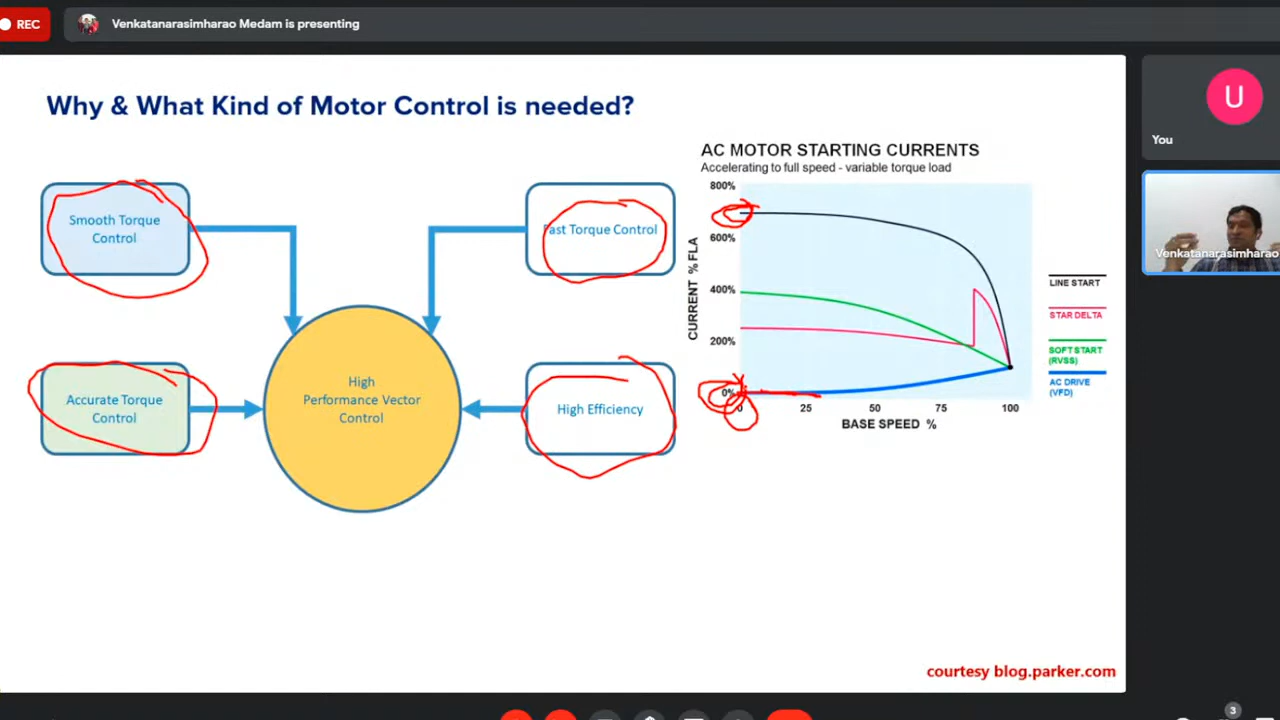 REC
Venkatanarasimharao Medam is presenting
Why & What Kind of Motor Control is needed?
Smooth Torque
Control
Fast Torque Control
Accurate Torque
Control
High Efficiency
High
Performance Vector
Control
AC MOTOR STARTING CURRENTS
Accelerating to full speed - variable torque load
CURRENT % FLA
800%
600%
400%
200%
0%
0
25
50
75
100
BASE SPEED %
LINE START
STAR DELTA
SOFT START
(RVSS)
AC DRIVE
(VFD)
courtesy blog.parker.com
U
You
Venkatanarasimharao
3